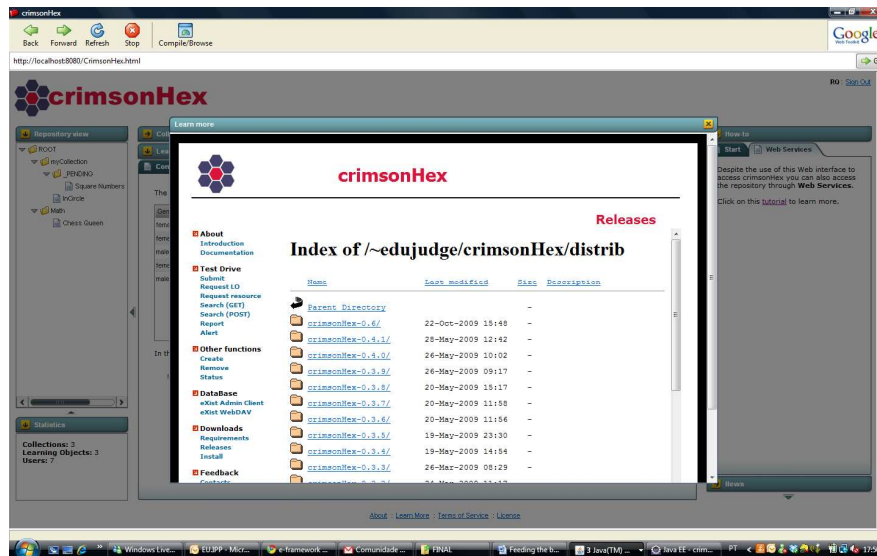 crimsonHex
Back Forward Refresh Stop Compile/Browse
Google
Web Toolkit
http://localhost:8080/CrimsonHex.html
RQ : Sign Out
crimsonHex
Repository view
ROOT
myCollection
_PENDING
Square Numbers
InCircle
Math
Chess Queen
Statistics
Collections: 3
Learning Objects: 3
Users: 7
Learn more
crimsonHex
Releases
About
Introduction
Documentation
Test Drive
Submit
Request LO
Request resource
Search (GET)
Search (POST)
Report
Alert
Other functions
Create
Remove
Status
DataBase
eXist Admin Client
eXist WebDAV
Downloads
Requirements
Releases
Install
Feedback
Contacts
Index of /~edujudge/crimsonHex/distrib
Name Last modified Size Description
Parent Directory -
crimsonHex-0.6/ 22-Oct-2009 15:48 -
crimsonHex-0.4.1/ 28-May-2009 12:42 -
crimsonHex-0.4.0/ 26-May-2009 10:02 -
crimsonHex-0.3.9/ 26-May-2009 09:17 -
crimsonHex-0.3.8/ 20-May-2009 15:17 -
crimsonHex-0.3.7/ 20-May-2009 11:58 -
crimsonHex-0.3.6/ 20-May-2009 11:56 -
crimsonHex-0.3.5/ 19-May-2009 23:30 -
crimsonHex-0.3.4/ 19-May-2009 14:54 -
crimsonHex-0.3.3/ 26-Mar-2009 08:29 -
How-to
Start Web Services
Despite the use of this Web interface to
access crimsonHex you can also access
the repository through Web Services.
Click on this tutorial to learn more.
News
About : Learn More : Terms of Service : License
Windows Live... EUJPP - Micr... e-framework ... Comunidade ... FINAL Feeding the b... 3 Java(TM) ... Java EE - crim... PT